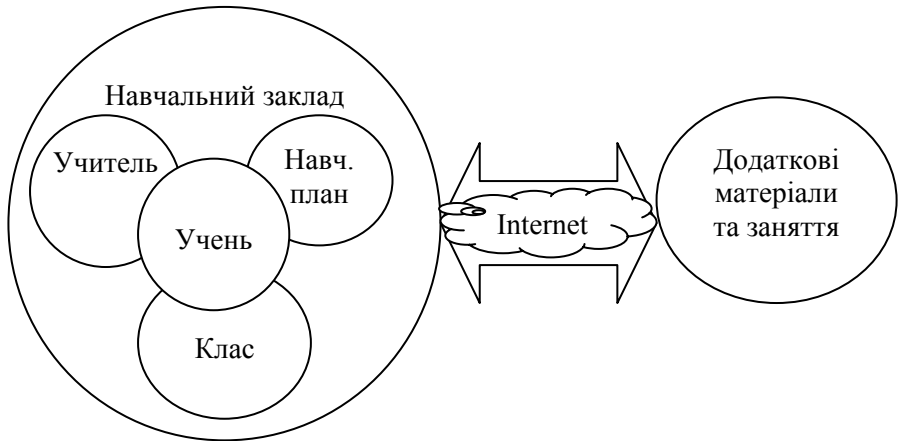 Навчальний заклад
Учитель
Навч.
план
Учень
Клас
Internet
Додаткові
матеріали
та заняття